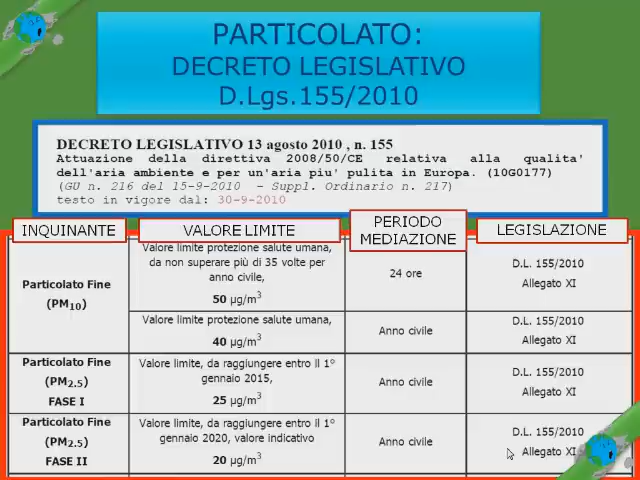 PARTICOLATO:
DECRETO LEGISLATIVO
D.Lgs.155/2010
DECRETO LEGISLATIVO 13 agosto 2010 , n. 155
Attuazione della direttiva 2008/50/CE relativa alla qualita'
dell'aria ambiente e per un'aria piu' pulita in Europa. (10G0177)
(GU n. 216 del 15-9-2010 - Suppl. Ordinario n. 217)
testo in vigore dal: 30-9-2010
INQUINANTE VALORE LIMITE PERIODO MEDIAZIONE LEGISLAZIONE
Particolato Fine
(PM10)
Valore limite protezione salute umana,
da non superare più di 35 volte per
anno civile,
50 µg/m3
24 ore
D.L. 155/2010
Allegato XI
Valore limite protezione salute umana,
40 µg/m3
Anno civile
D.L. 155/2010
Allegato XI
Particolato Fine
(PM2.5)
FASE I
Valore limite, da raggiungere entro il 1°
gennaio 2015,
25 µg/m3
Anno civile
D.L. 155/2010
Allegato XI
Particolato Fine
(PM2.5)
FASE II
Valore limite, da raggiungere entro il 1°
gennaio 2020, valore indicativo
20 µg/m3
Anno civile
D.L. 155/2010
Allegato XI